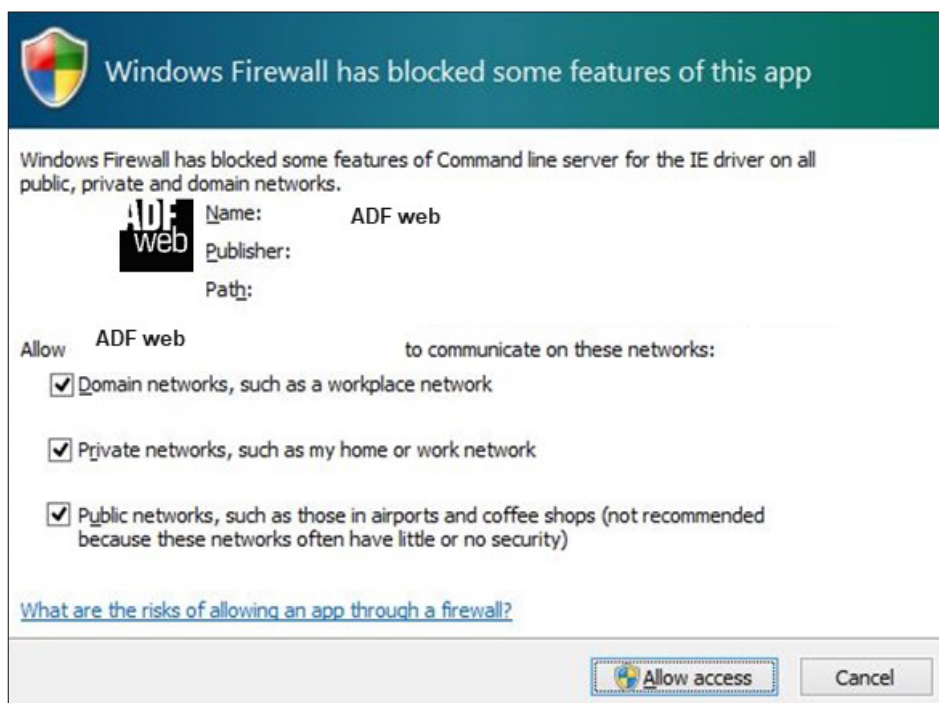 Windows Firewall has blocked some features of this app
Windows Firewall has blocked some features of Command line server for the IE driver on all
public, private and domain networks.
ADF
web
Name: ADF web
Publisher:
Path:
Allow ADF web to communicate on these networks:
Domain networks, such as a workplace network
Private networks, such as my home or work network
Public networks, such as those in airports and coffee shops (not recommended
because these networks often have little or no security)
What are the risks of allowing an app through a firewall?
Allow access Cancel